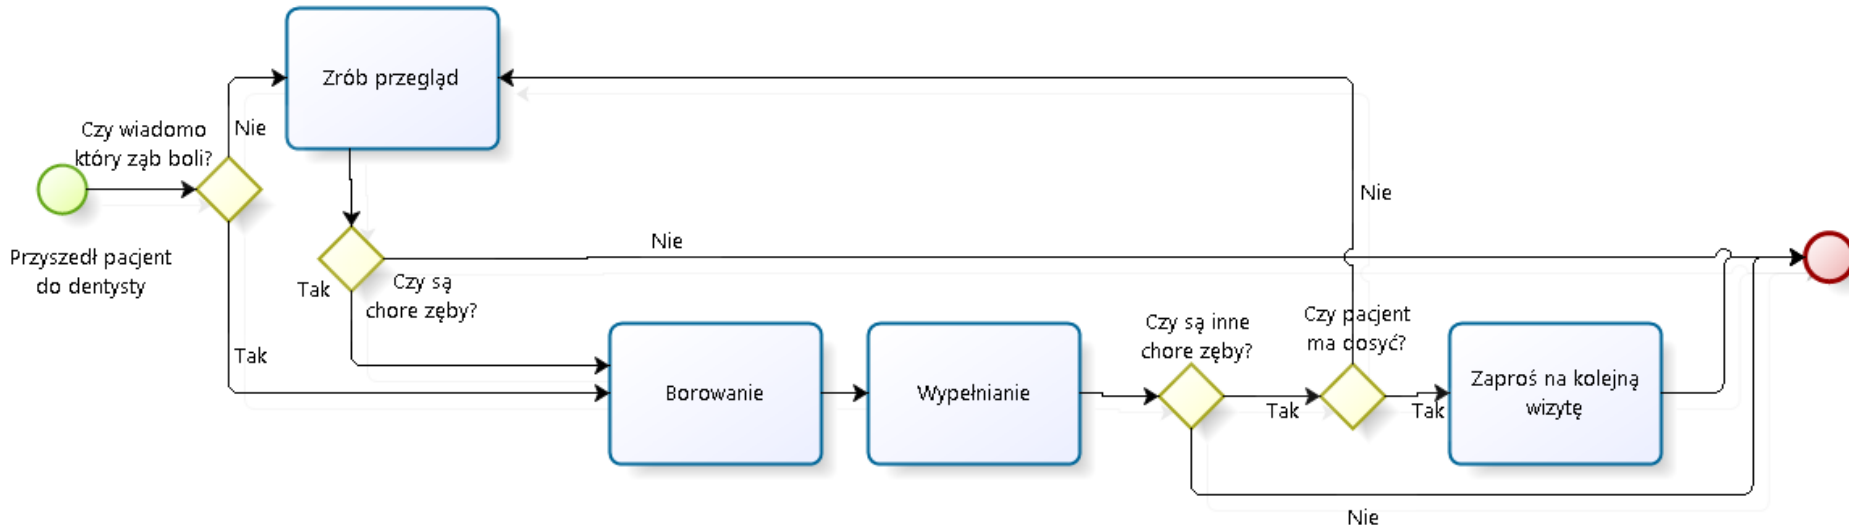 Zrób przegląd
Czy wiadomo
który ząb boli?
Nie
Przyszedł pacjent
do dentysty
Tak
Czy są
chore zęby?
Tak
Nie
Nie
Borowanie
Wypełnianie
Czy są inne
chore zęby?
Tak
Czy pacjent
ma dosyć?
Tak
Zaproś na kolejną
wizytę
Nie